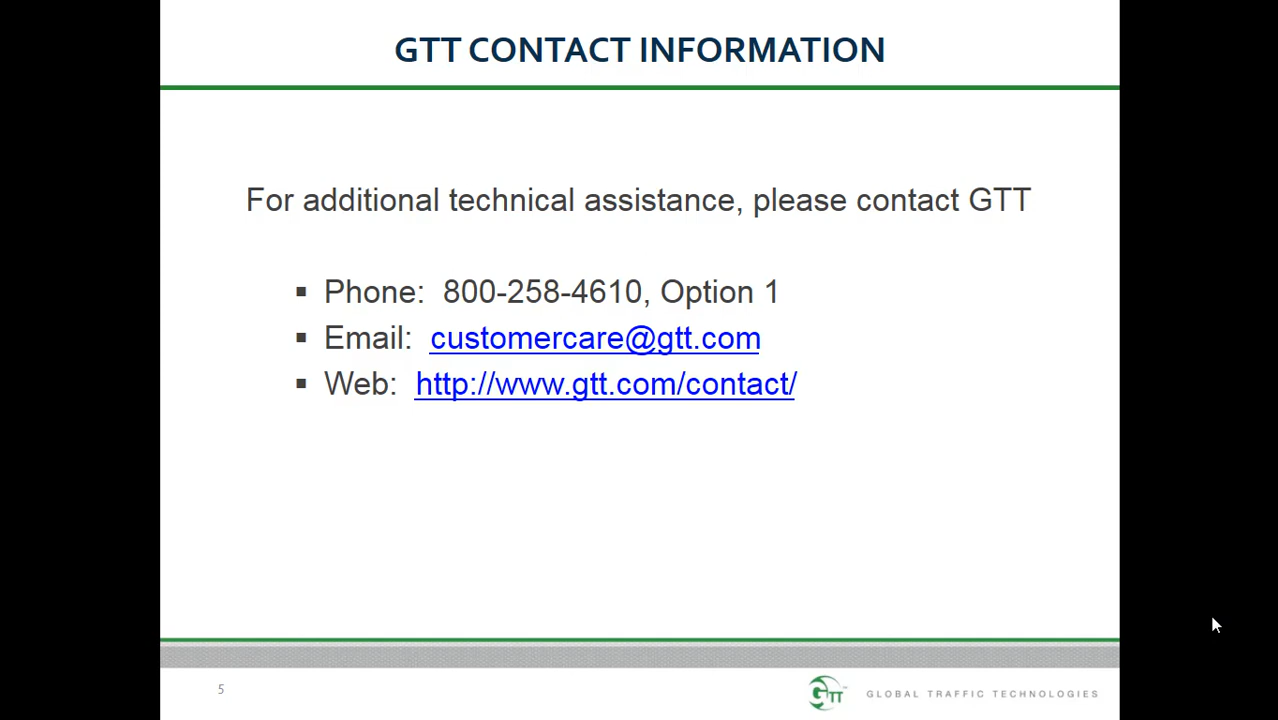 GTT CONTACT INFORMATION
For additional technical assistance, please contact GTT
▪ Phone:  800-258-4610, Option 1
▪ Email:  customercare@gtt.com
▪ Web:  http://www.gtt.com/contact/
5
GTT™
GLOBAL TRAFFIC TECHNOLOGIES